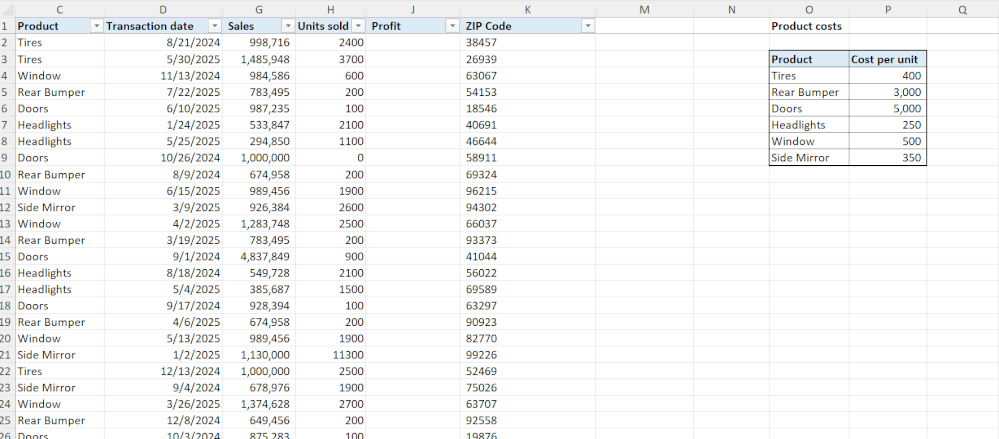 C D G H J K M N O P Q
1 Product Transaction date Sales Units sold Profit ZIP Code Product costs
2 Tires 8/21/2024 998,716 2400 38457
3 Tires 5/30/2025 1,485,948 3700 26939 Product Cost per unit
4 Window 11/13/2024 984,586 600 63067 Tires 400
5 Rear Bumper 7/22/2025 783,495 200 54153 Rear Bumper 3,000
6 Doors 6/10/2025 987,235 100 18546 Doors 5,000
7 Headlights 1/24/2025 533,847 2100 40691 Headlights 250
8 Headlights 5/25/2025 294,850 1100 46644 Window 500
9 Doors 10/26/2024 1,000,000 0 58911 Side Mirror 350
10 Rear Bumper 8/9/2024 674,958 200 69324
11 Window 6/15/2025 989,456 1900 96215
12 Side Mirror 3/9/2025 926,384 2600 94302
13 Window 4/2/2025 1,283,748 2500 66037
14 Rear Bumper 3/19/2025 783,495 200 93373
15 Doors 9/1/2024 4,837,849 900 41044
16 Headlights 8/18/2024 549,728 2100 56022
17 Headlights 5/4/2025 385,687 1500 69589
18 Doors 9/17/2024 928,394 100 63297
19 Rear Bumper 4/6/2025 674,958 200 90923
20 Window 5/13/2025 989,456 1900 82770
21 Side Mirror 1/2/2025 1,130,000 11300 99226
22 Tires 12/13/2024 1,000,000 2500 52469
23 Side Mirror 9/4/2024 678,976 1900 75026
24 Window 3/26/2025 1,374,628 2700 63707
25 Rear Bumper 12/8/2024 649,456 200 92558
26 Doors 10/3/2024 875,283 100 19876